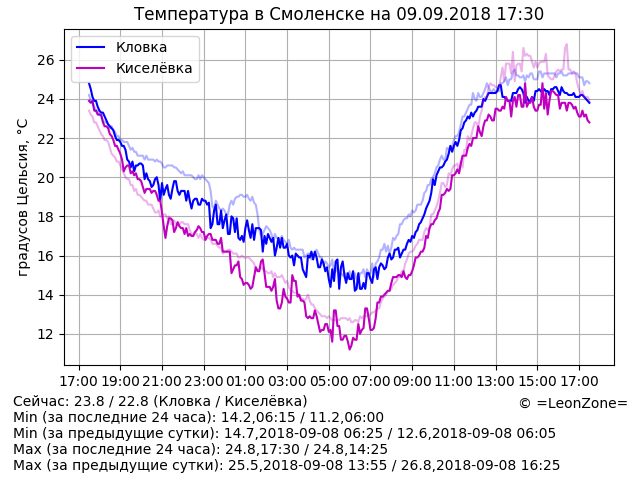 Температура в Смоленске на 09.09.2018 17:30
Кловка
Киселёвка
градусов Цельсия, °C
26
24
22
20
18
16
14
12
17:00 19:00 21:00 23:00 01:00 03:00 05:00 07:00 09:00 11:00 13:00 15:00 17:00
Сейчас: 23.8 / 22.8 (Кловка / Киселёвка)
© =LeonZone=
Min (за последние 24 часа): 14.2,06:15 / 11.2,06:00
Min (за предыдущие сутки): 14.7,2018-09-08 06:25 / 12.6,2018-09-08 06:05
Max (за последние 24 часа): 24.8,17:30 / 24.8,14:25
Max (за предыдущие сутки): 25.5,2018-09-08 13:55 / 26.8,2018-09-08 16:25